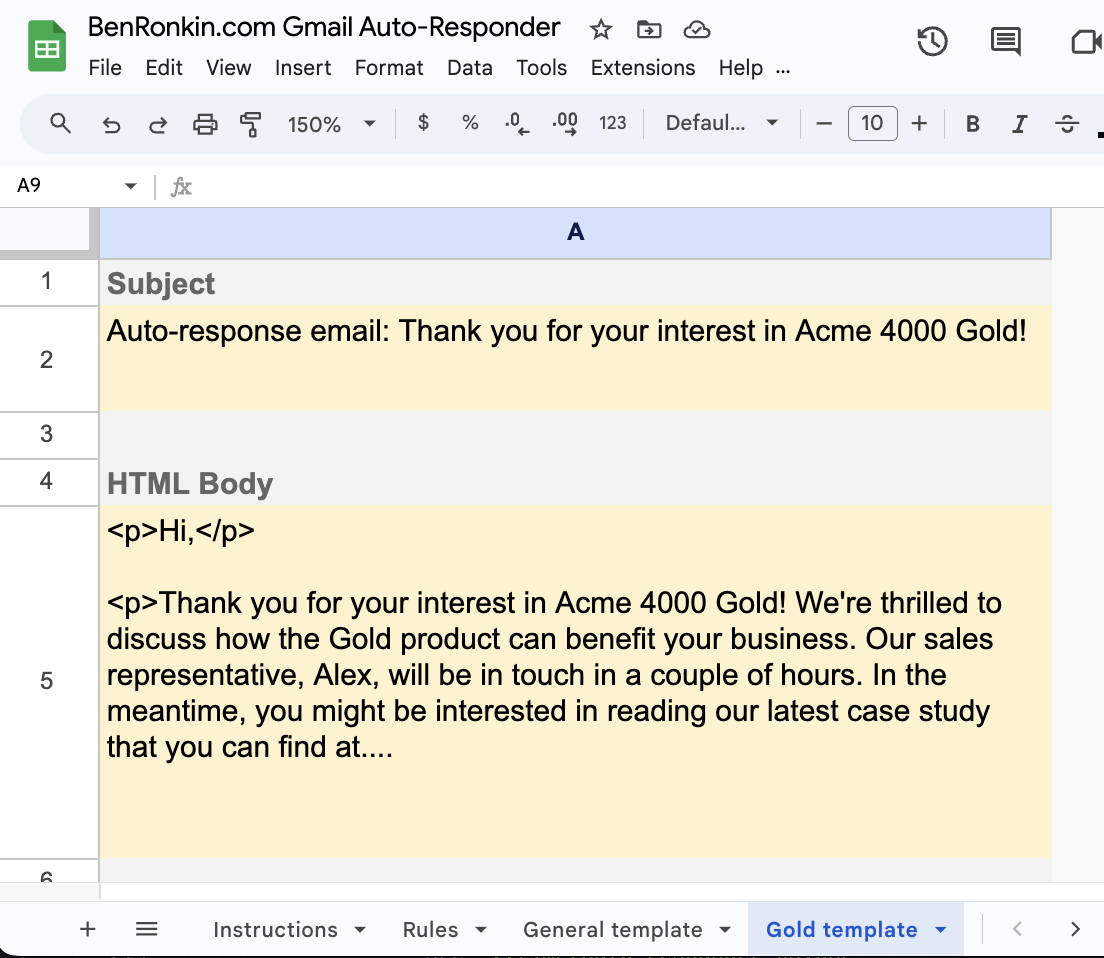 BenRonkin.com Gmail Auto-Responder
File Edit View Insert Format Data Tools Extensions Help ...
150% $ % .0 .00 123 Defaul... 10 B I S
A9 fx
A
1 Subject
2 Auto-response email: Thank you for your interest in Acme 4000 Gold!
3
4 HTML Body
5 <p>Hi,</p>
<p>Thank you for your interest in Acme 4000 Gold! We're thrilled to
discuss how the Gold product can benefit your business. Our sales
representative, Alex, will be in touch in a couple of hours. In the
meantime, you might be interested in reading our latest case study
that you can find at....
6
Instructions Rules General template Gold template